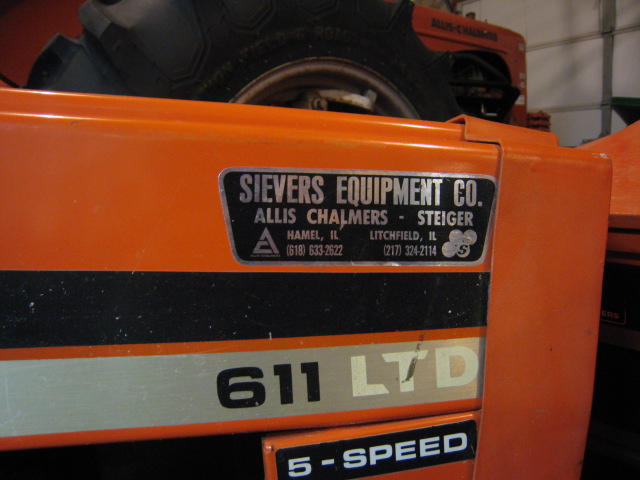 ALLIS-CHALMERS
SIEVERS EQUIPMENT CO.
ALLIS CHALMERS - STEIGER
HAMEL, IL LITCHFIELD, IL
(618) 633-2622 (217) 324-2114
611 LTD
5-SPEED